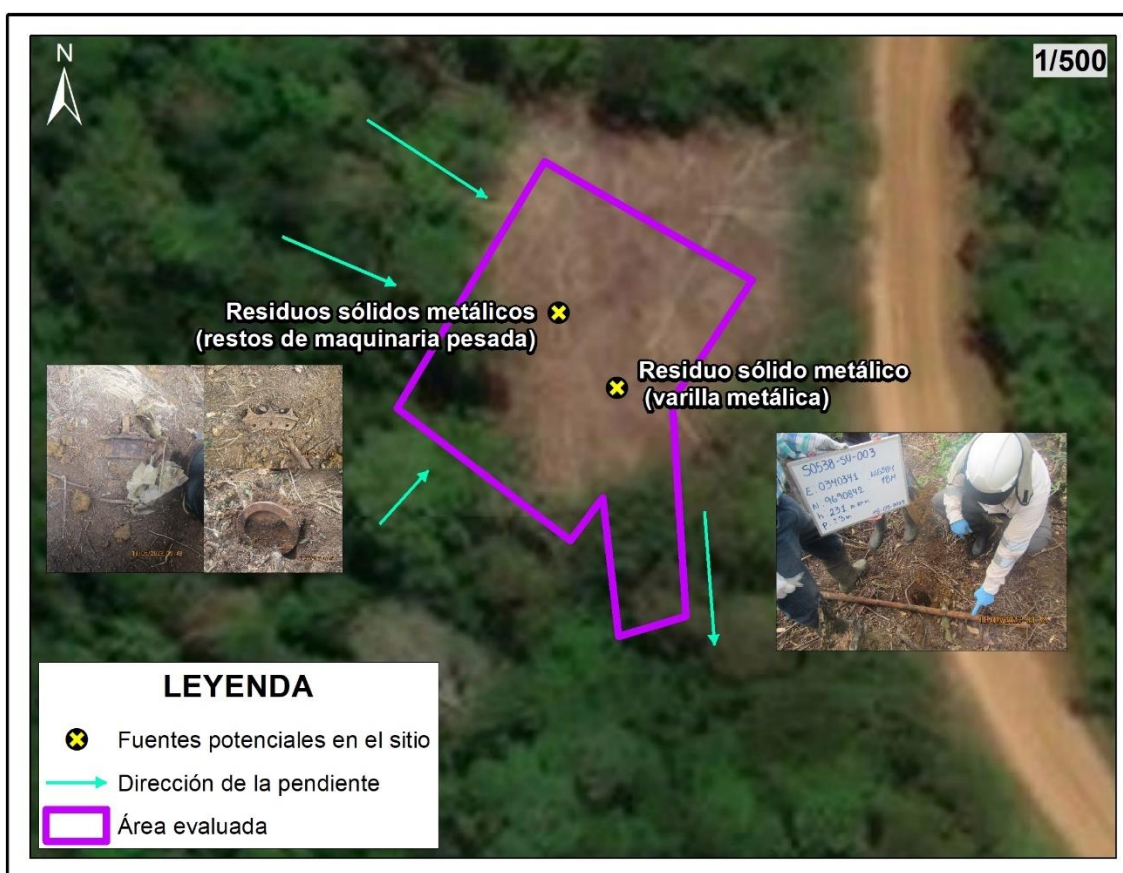 N
1/500
Residuos sólidos metálicos
(restos de maquinaria pesada)
Residuo sólido metálico
(varilla metálica)
S0538-SU-003
E. 0340341
N. 9690842
h. 231
LEYENDA
Fuentes potenciales en el sitio
Dirección de la pendiente
Área evaluada